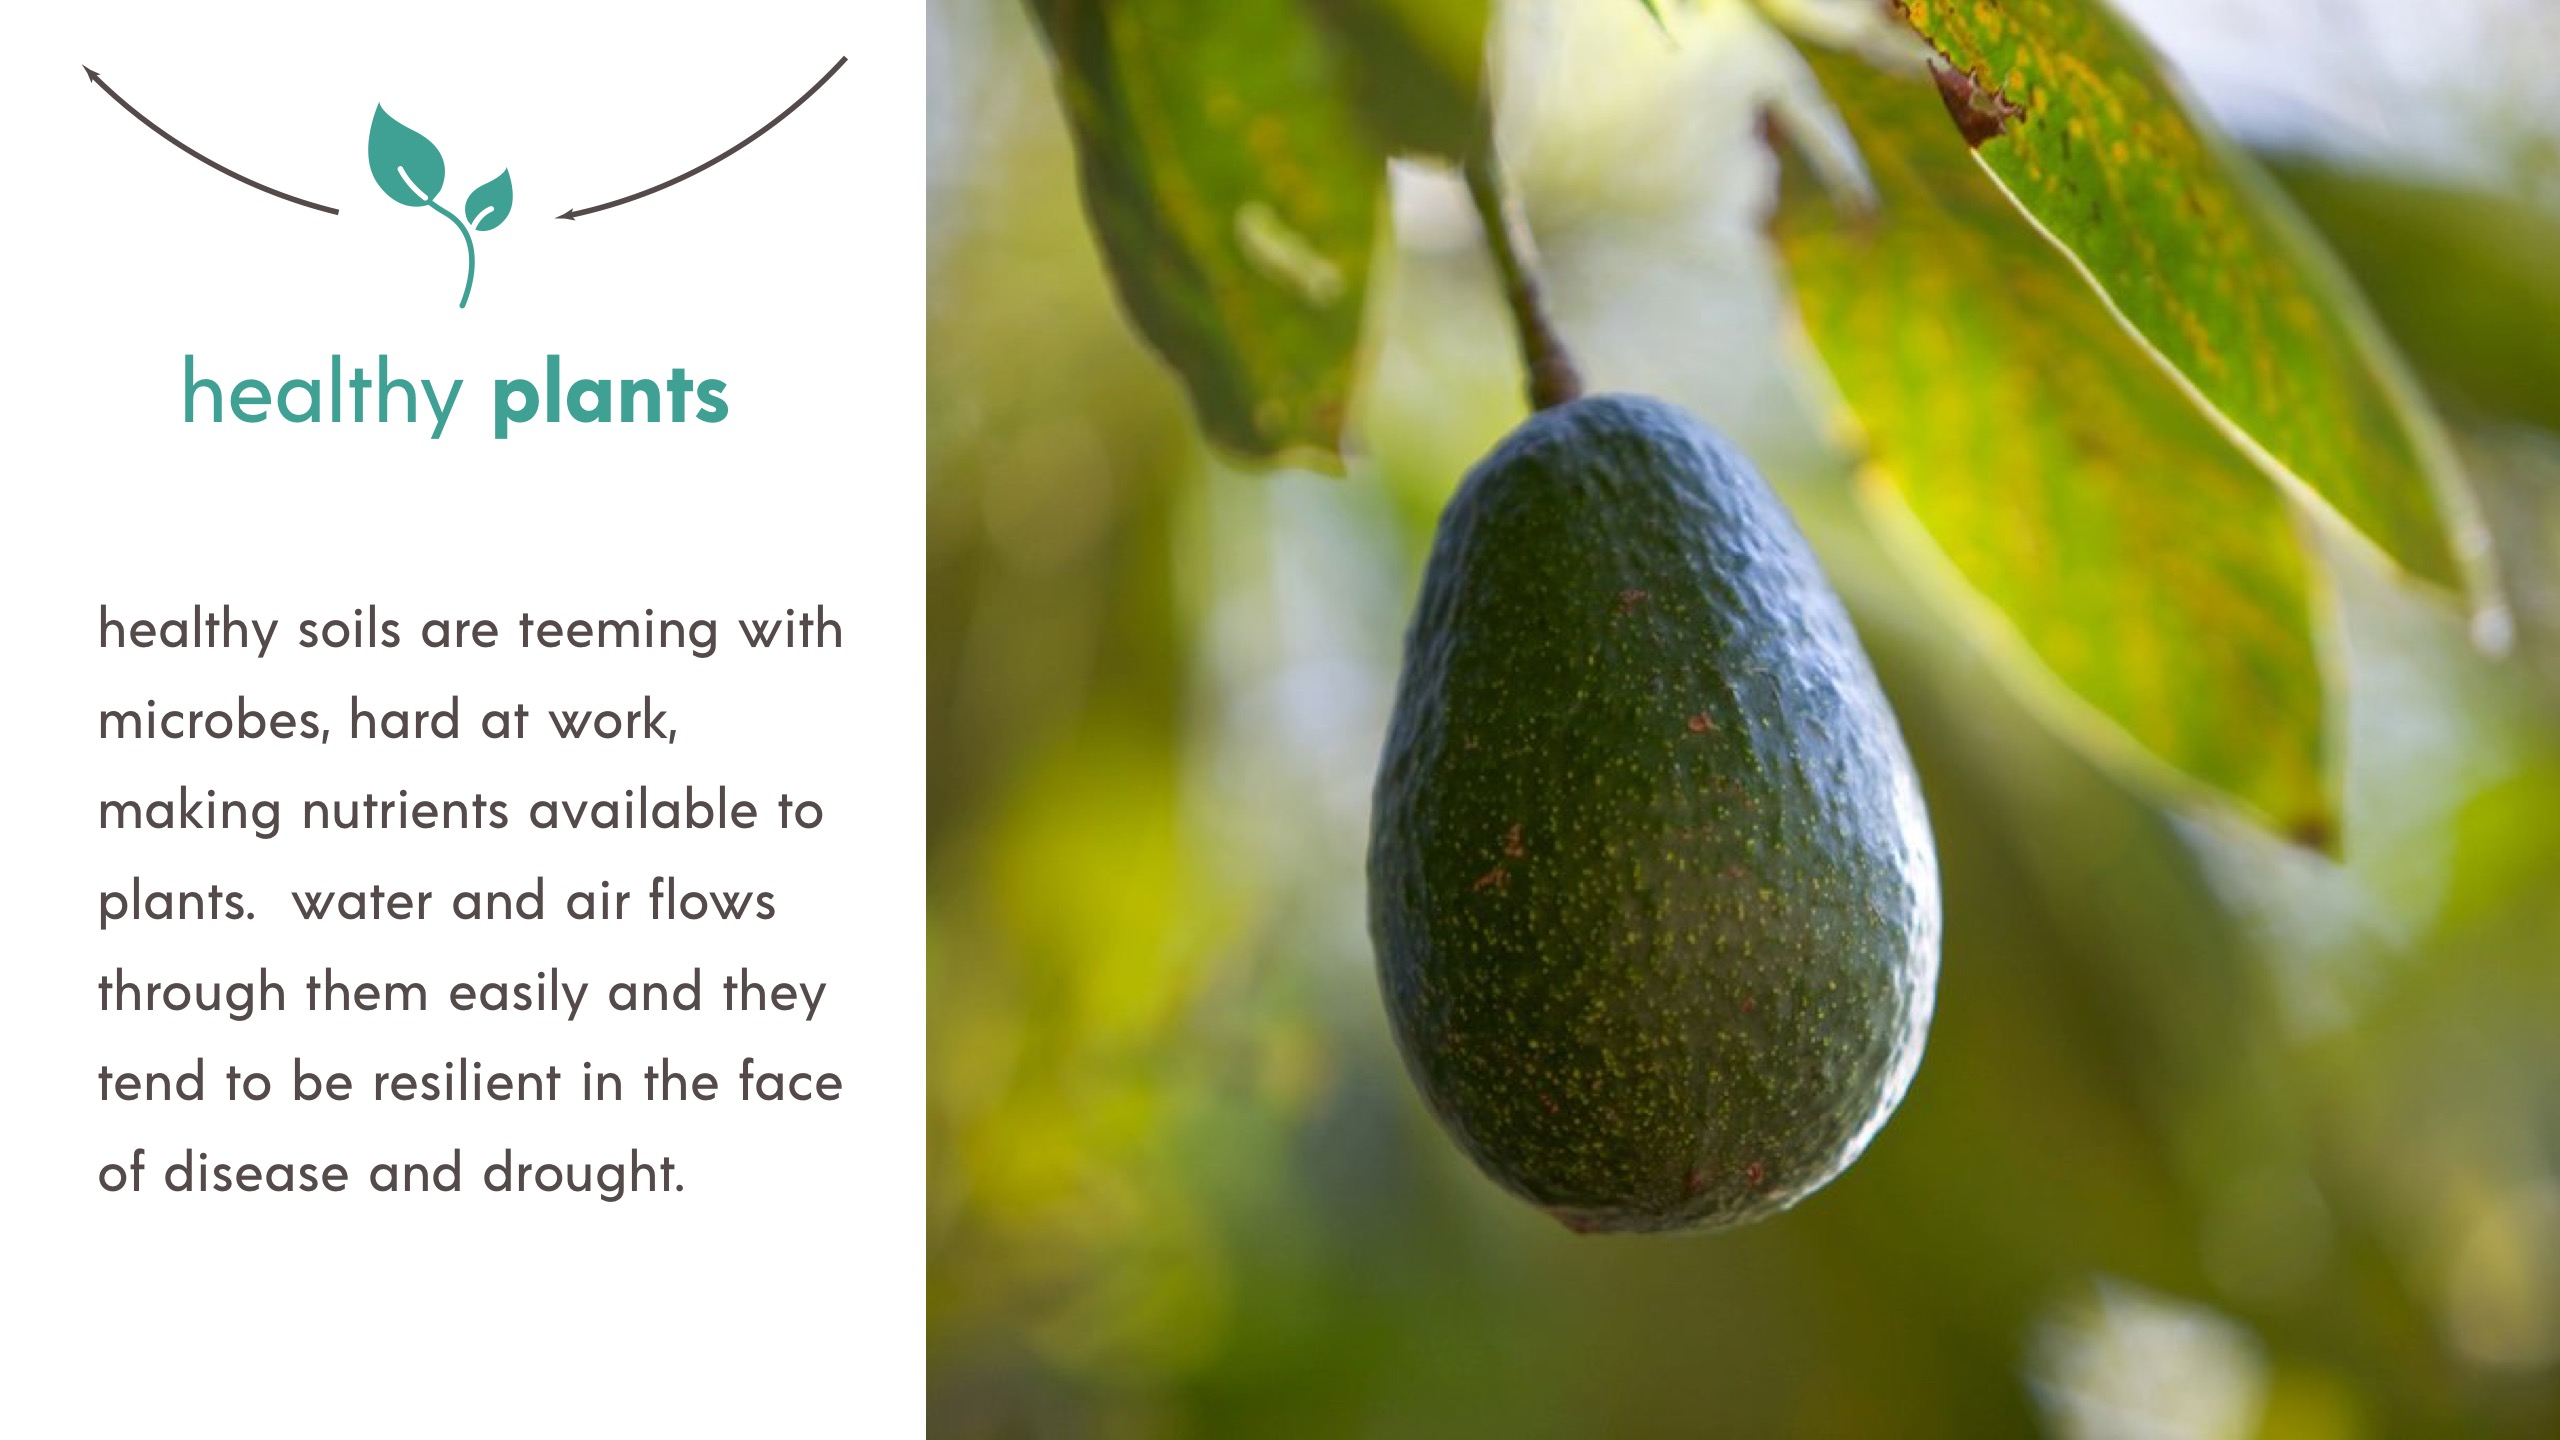 healthy plants
healthy soils are teeming with
microbes, hard at work,
making nutrients available to
plants.  water and air flows
through them easily and they
tend to be resilient in the face
of disease and drought.